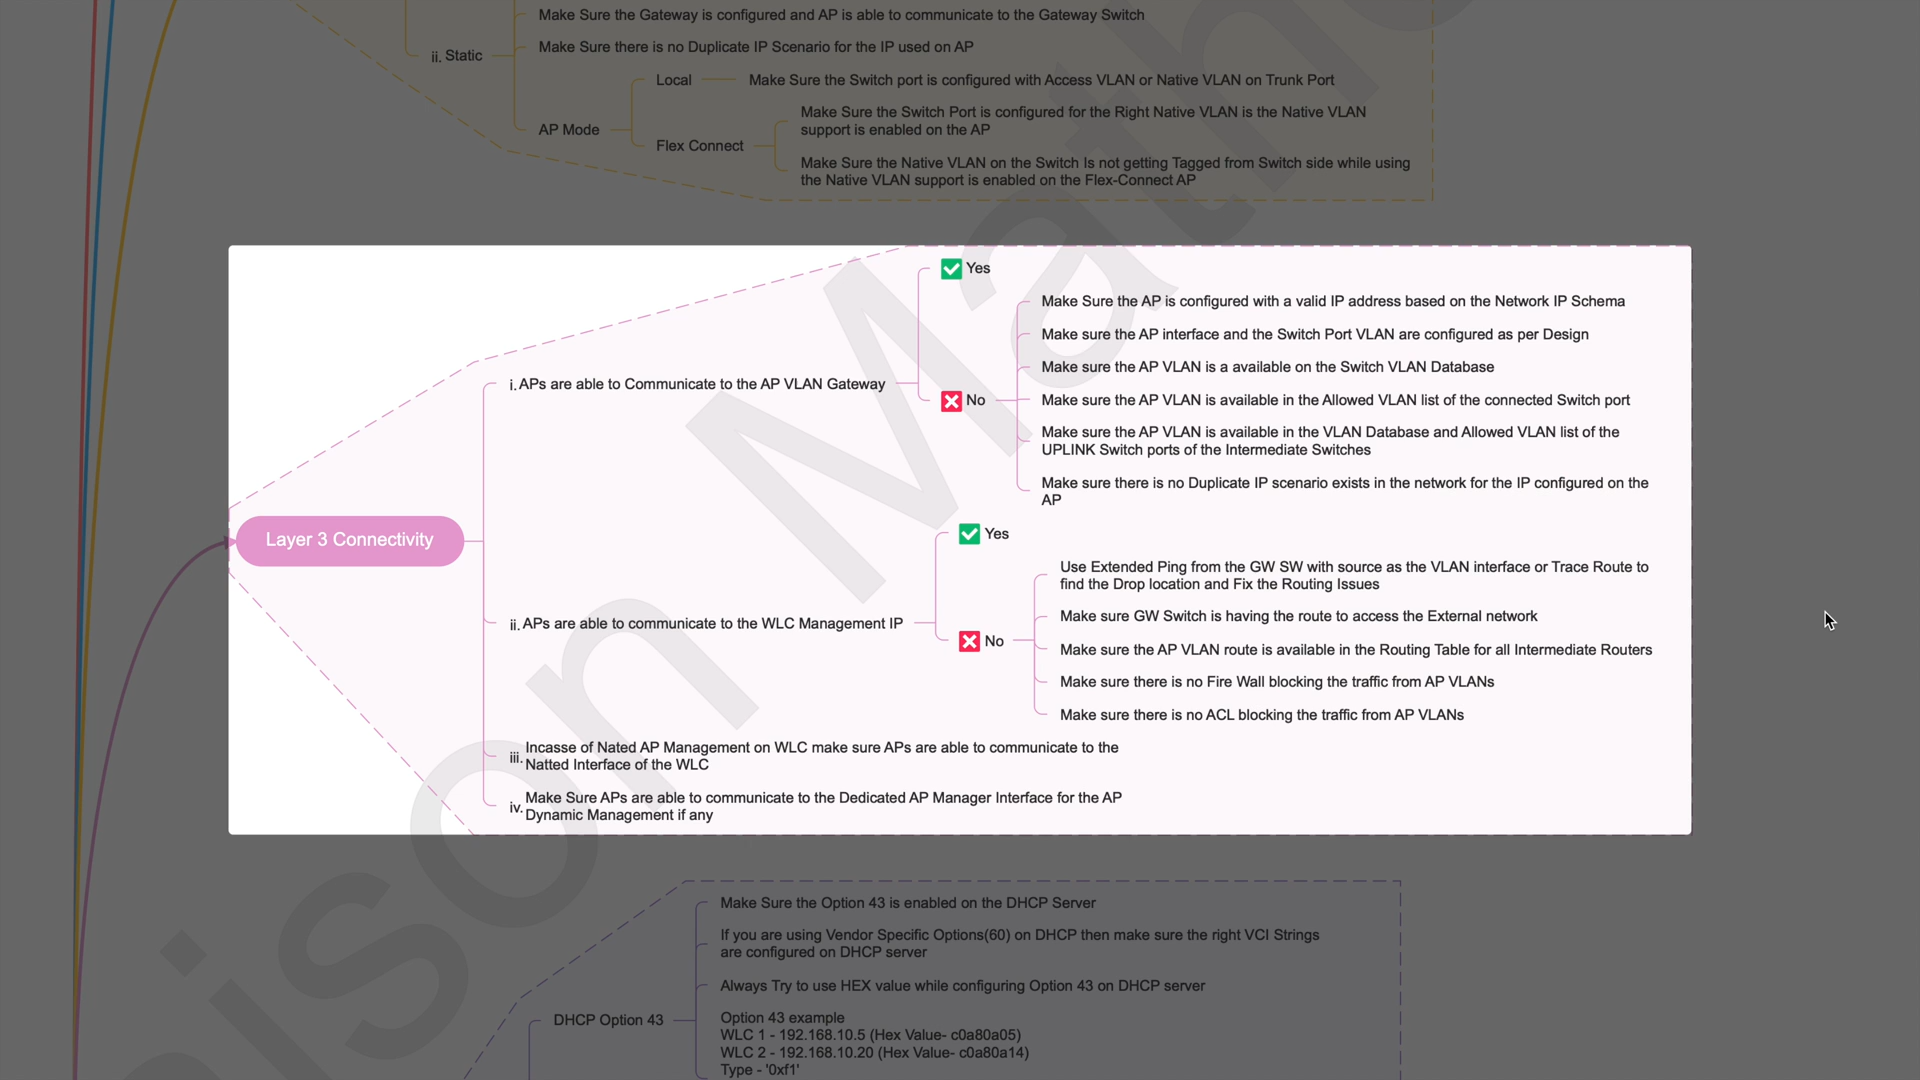 Make Sure the Gateway is configured and AP is able to communicate to the Gateway Switch
ii. Static
Make Sure there is no Duplicate IP Scenario for the IP used on AP
Local
Make Sure the Switch port is configured with Access VLAN or Native VLAN on Trunk Port
AP Mode
Make Sure the Switch Port is configured for the Right Native VLAN is the Native VLAN
support is enabled on the AP
Flex Connect
Make Sure the Native VLAN on the Switch Is not getting Tagged from Switch side while using
the Native VLAN support is enabled on the Flex-Connect AP
Layer 3 Connectivity
i. APs are able to Communicate to the AP VLAN Gateway
Yes
No
Make Sure the AP is configured with a valid IP address based on the Network IP Schema
Make sure the AP interface and the Switch Port VLAN are configured as per Design
Make sure the AP VLAN is a available on the Switch VLAN Database
Make sure the AP VLAN is available in the Allowed VLAN list of the connected Switch port
Make sure the AP VLAN is available in the VLAN Database and Allowed VLAN list of the
UPLINK Switch ports of the Intermediate Switches
Make sure there is no Duplicate IP scenario exists in the network for the IP configured on the
AP
ii. APs are able to communicate to the WLC Management IP
Yes
No
Use Extended Ping from the GW SW with source as the VLAN interface or Trace Route to
find the Drop location and Fix the Routing Issues
Make sure GW Switch is having the route to access the External network
Make sure the AP VLAN route is available in the Routing Table for all Intermediate Routers
Make sure there is no Fire Wall blocking the traffic from AP VLANs
Make sure there is no ACL blocking the traffic from AP VLANs
iii. Incasse of Nated AP Management on WLC make sure APs are able to communicate to the
Natted Interface of the WLC
iv. Make Sure APs are able to communicate to the Dedicated AP Manager Interface for the AP
Dynamic Management if any
DHCP Option 43
Make Sure the Option 43 is enabled on the DHCP Server
If you are using Vendor Specific Options(60) on DHCP then make sure the right VCI Strings
are configured on DHCP server
Always Try to use HEX value while configuring Option 43 on DHCP server
Option 43 example
WLC 1 - 192.168.10.5 (Hex Value- c0a80a05)
WLC 2 - 192.168.10.20 (Hex Value- c0a80a14)
Type - '0xf1'